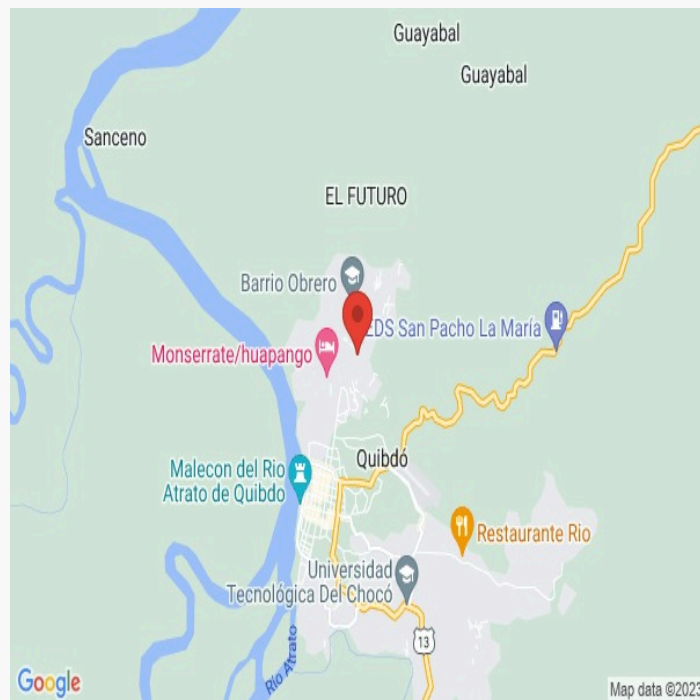 Guayabal
Guayabal
Sanceno
EL FUTURO
Barrio Obrero
EDS San Pacho La María
Monserrate/huapango
Quibdó
Malecon del Rio
Atrato de Quibdo
Restaurante Rio
Universidad
Tecnológica Del Chocó
13
Río Atrato
Google
Map data ©2023